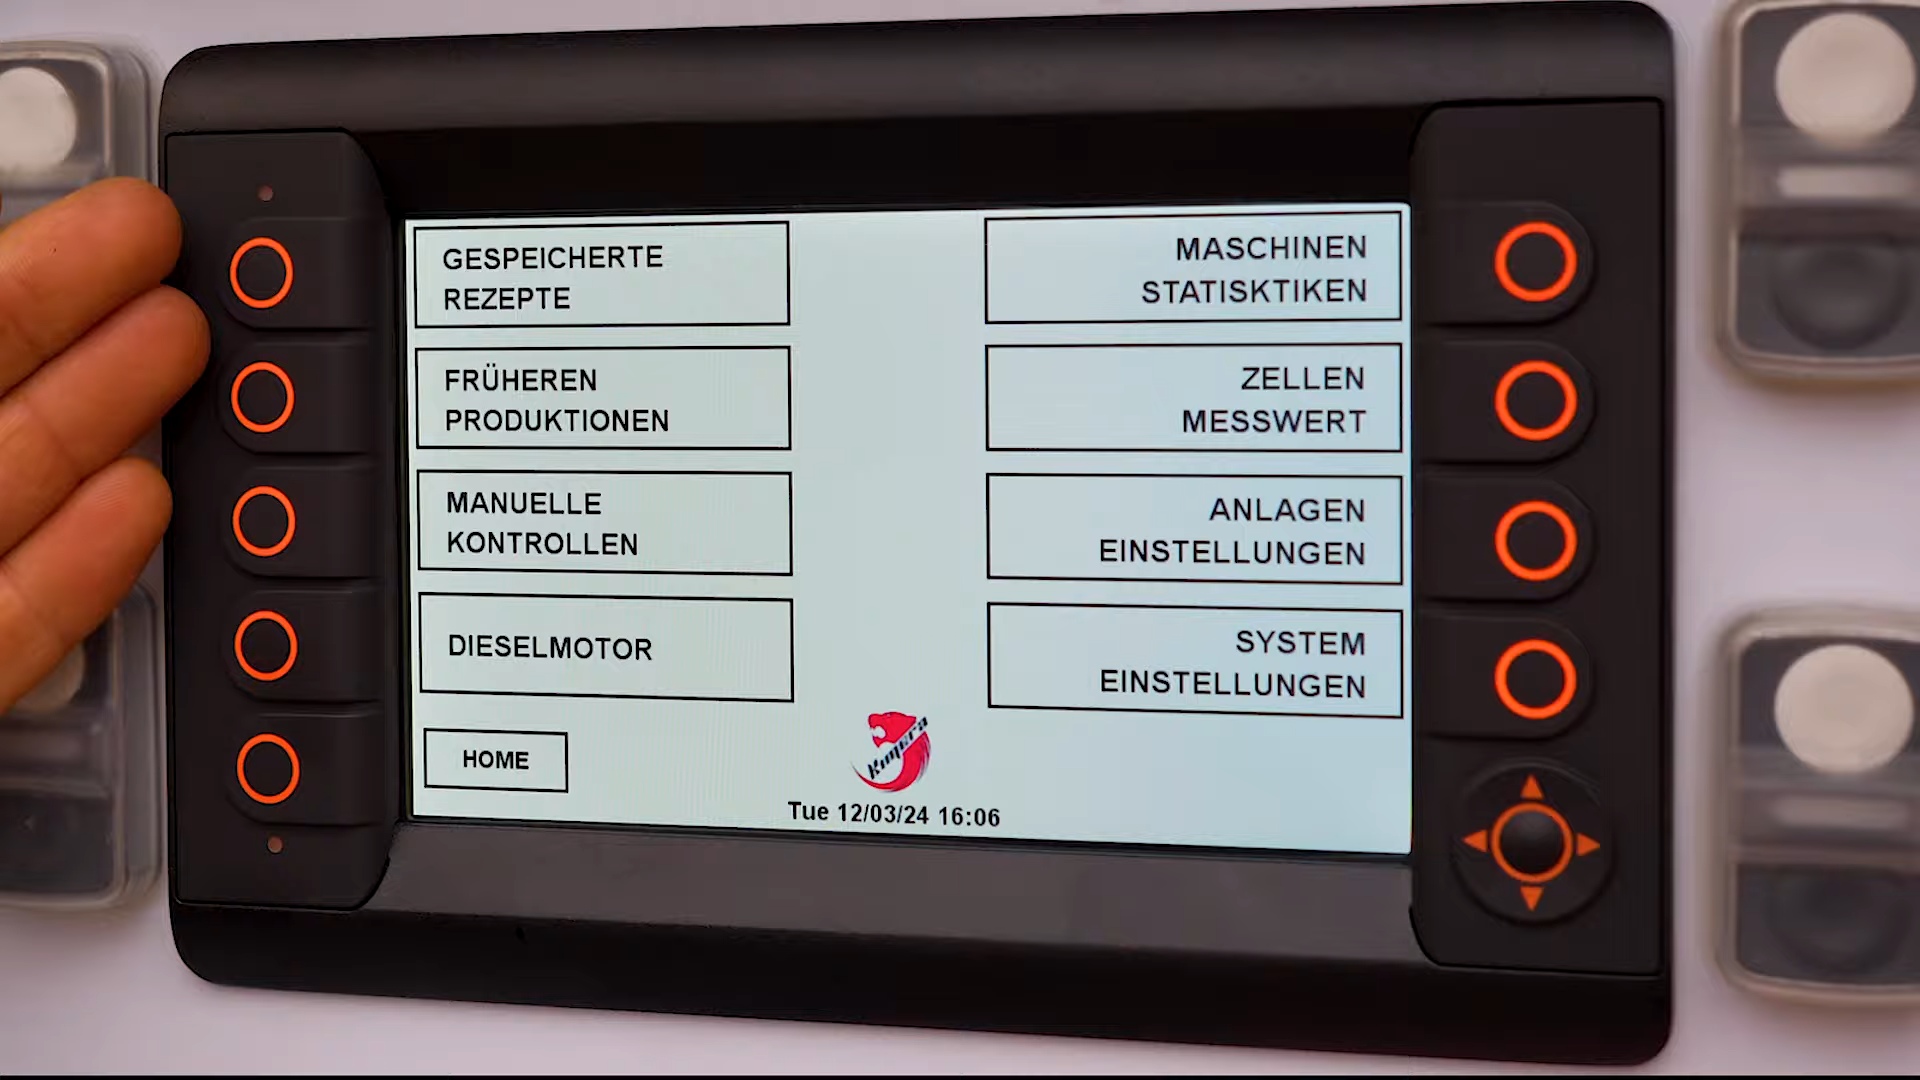 GESPEICHERTE
REZEPTE
FRÜHEREN
PRODUKTIONEN
MANUELLE
KONTROLLEN
DIESELMOTOR
HOME
MASCHINEN
STATISKTIKEN
ZELLEN
MESSWERT
ANLAGEN
EINSTELLUNGEN
SYSTEM
EINSTELLUNGEN
Kimera
Tue 12/03/24 16:06